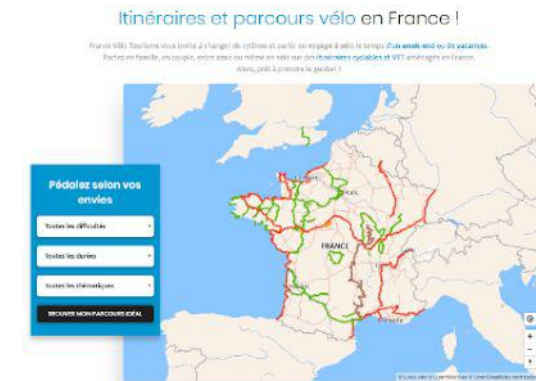 Itinéraires et parcours vélo en France !
France Vélo Tourisme vous invite à changer de rythme et partir en voyage à vélo le temps d'un week-end ou de vacances.
Partez en famille, en couple, entre amis ou même en solo sur des itinéraires cyclables et VTT aménagés en France.
Alors, prêt à prendre le guidon ?
Pédalez selon vos
envies
Toutes les difficultés
Toutes les durées
Toutes les thématiques
TROUVER MON PARCOURS IDÉAL
Paris
FRANCE
Marseille